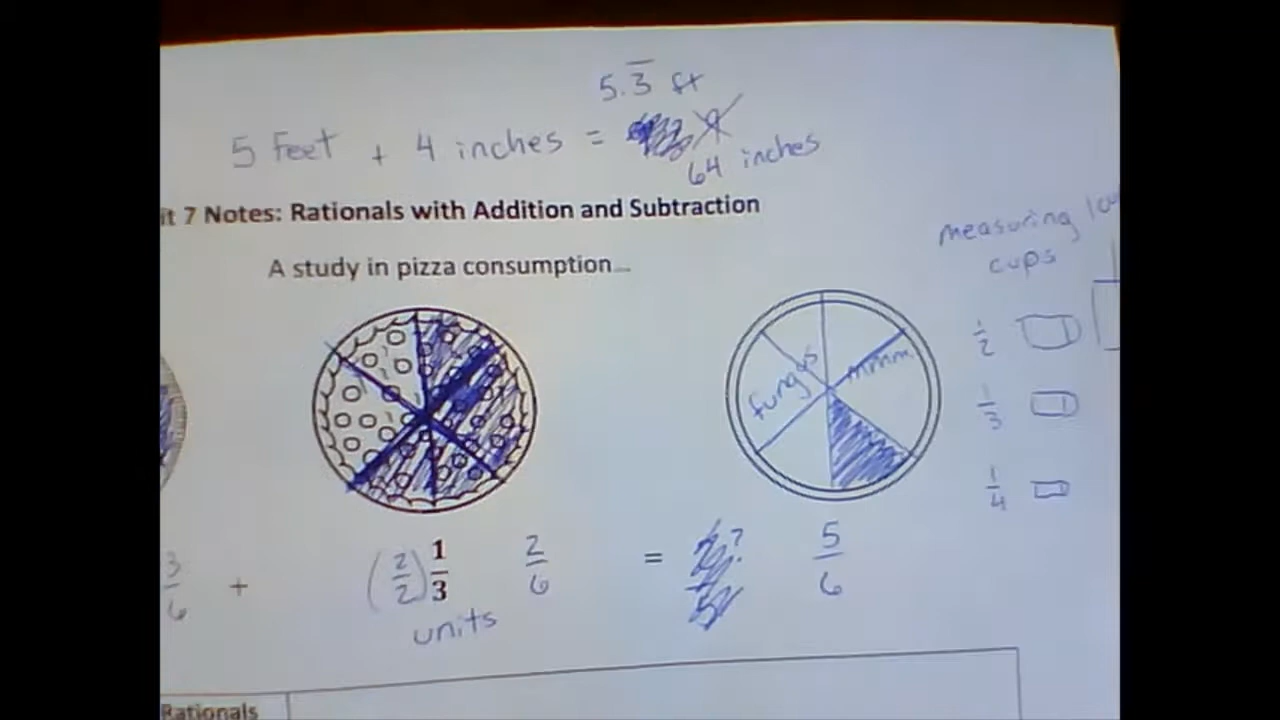 5.3̅ ft
5 Feet + 4 inches =
64 inches
it 7 Notes: Rationals with Addition and Subtraction
measuring
cups
A study in pizza consumption...
1/2
fungus
mmm
1/3
1/4
3/6 + (2/2) 1/3 2/6 = 5/6
units
Rationals